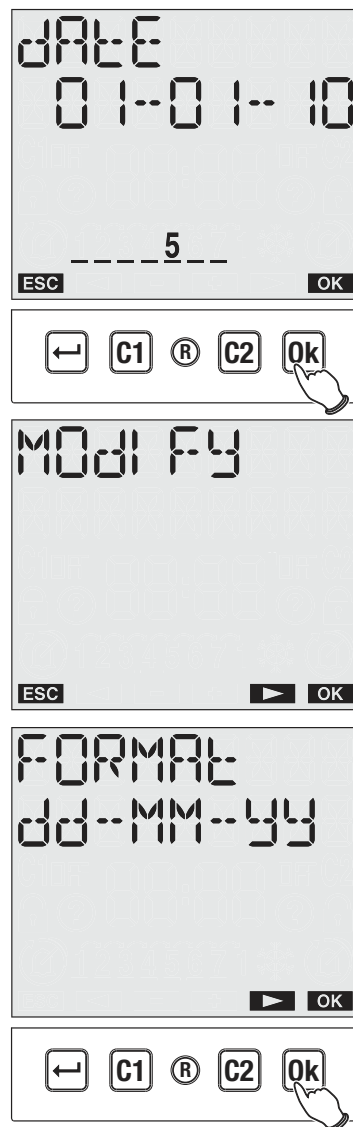 dAtE
01--01--10
5
ESC OK
C1 R C2 Ok
MOdIFY
ESC OK
FORMAt
dd--MM--yy
OK
C1 R C2 Ok